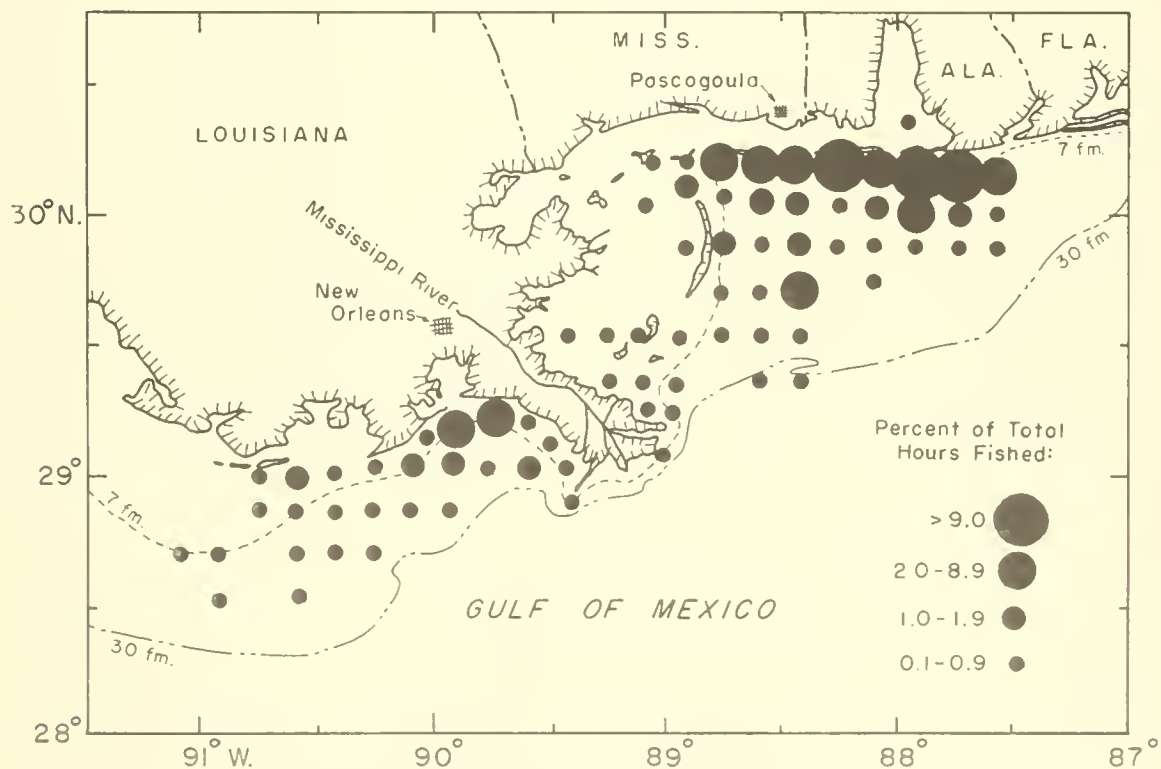 MISS.
FLA.
Pascagoula
ALA.
LOUISIANA
7 fm.
30°N.
Mississippi River
30 fm
New
Orleans
Percent of Total
Hours Fished:
29°
7 fm.
> 9.0
2.0-8.9
GULF OF MEXICO
1.0-1.9
30 fm.
0.1-0.9
28°
91° W.
90°
89°
88°
87°